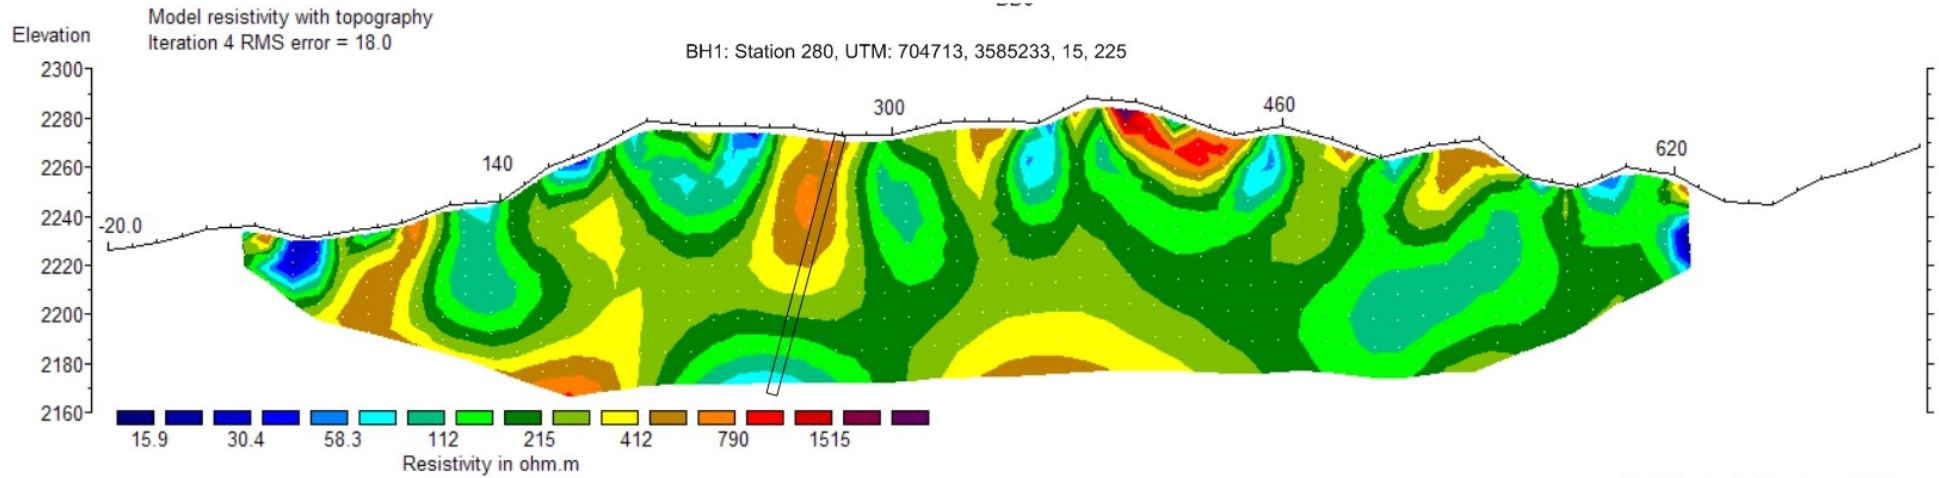 Model resistivity with topography
Elevation
Iteration 4 RMS error = 18.0
BH1: Station 280, UTM: 704713, 3585233, 15, 225
2300
2280
2260
2240
2220
2200
2180
2160
-20.0
140
300
460
620
15.9 30.4 58.3 112 215 412 790 1515
Resistivity in ohm.m